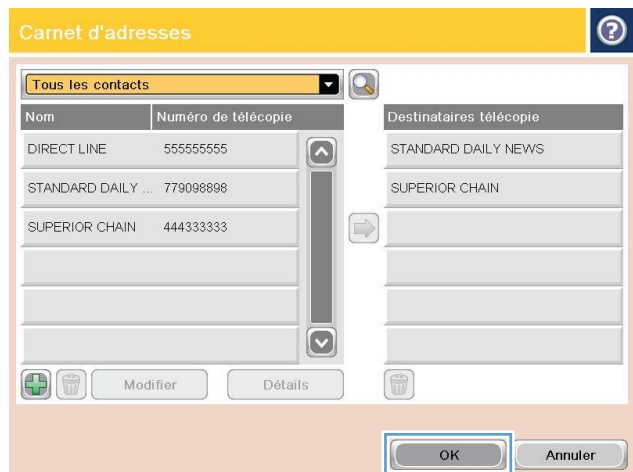 Carnet d'adresses
Tous les contacts
Nom Numéro de télécopie Destinataires télécopie
DIRECT LINE 555555555 STANDARD DAILY NEWS
STANDARD DAILY ... 779098898 SUPERIOR CHAIN
SUPERIOR CHAIN 444333333
Modifier Détails
OK Annuler